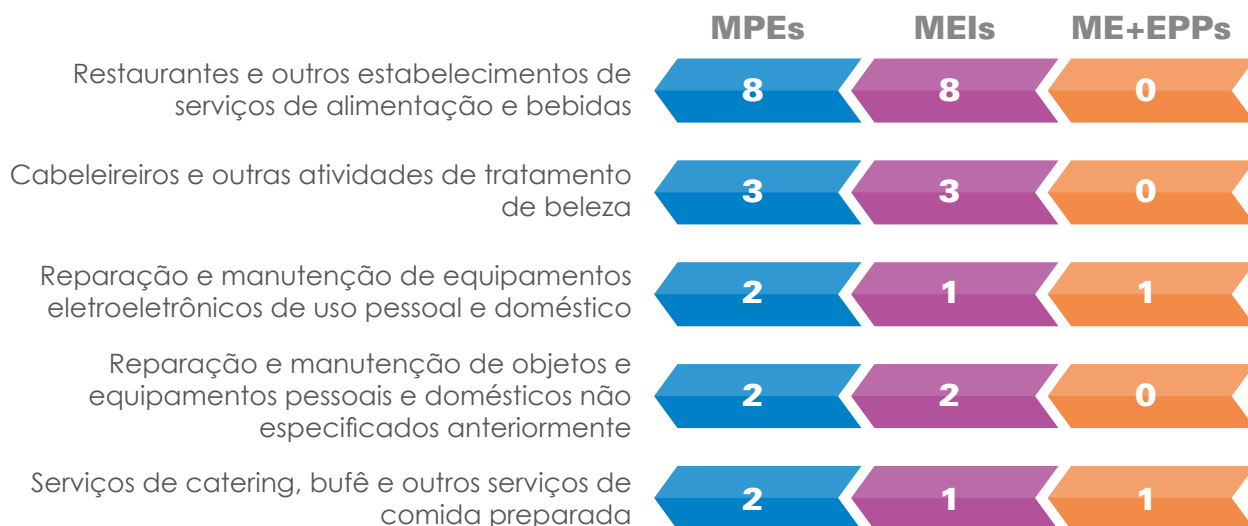 MPEs MEIs ME+EPPs
Restaurantes e outros estabelecimentos de
serviços de alimentação e bebidas
8 8 0
Cabeleireiros e outras atividades de tratamento
de beleza
3 3 0
Reparação e manutenção de equipamentos
eletroeletrônicos de uso pessoal e doméstico
2 1 1
Reparação e manutenção de objetos e
equipamentos pessoais e domésticos não
especificados anteriormente
2 2 0
Serviços de catering, bufê e outros serviços de
comida preparada
2 1 1